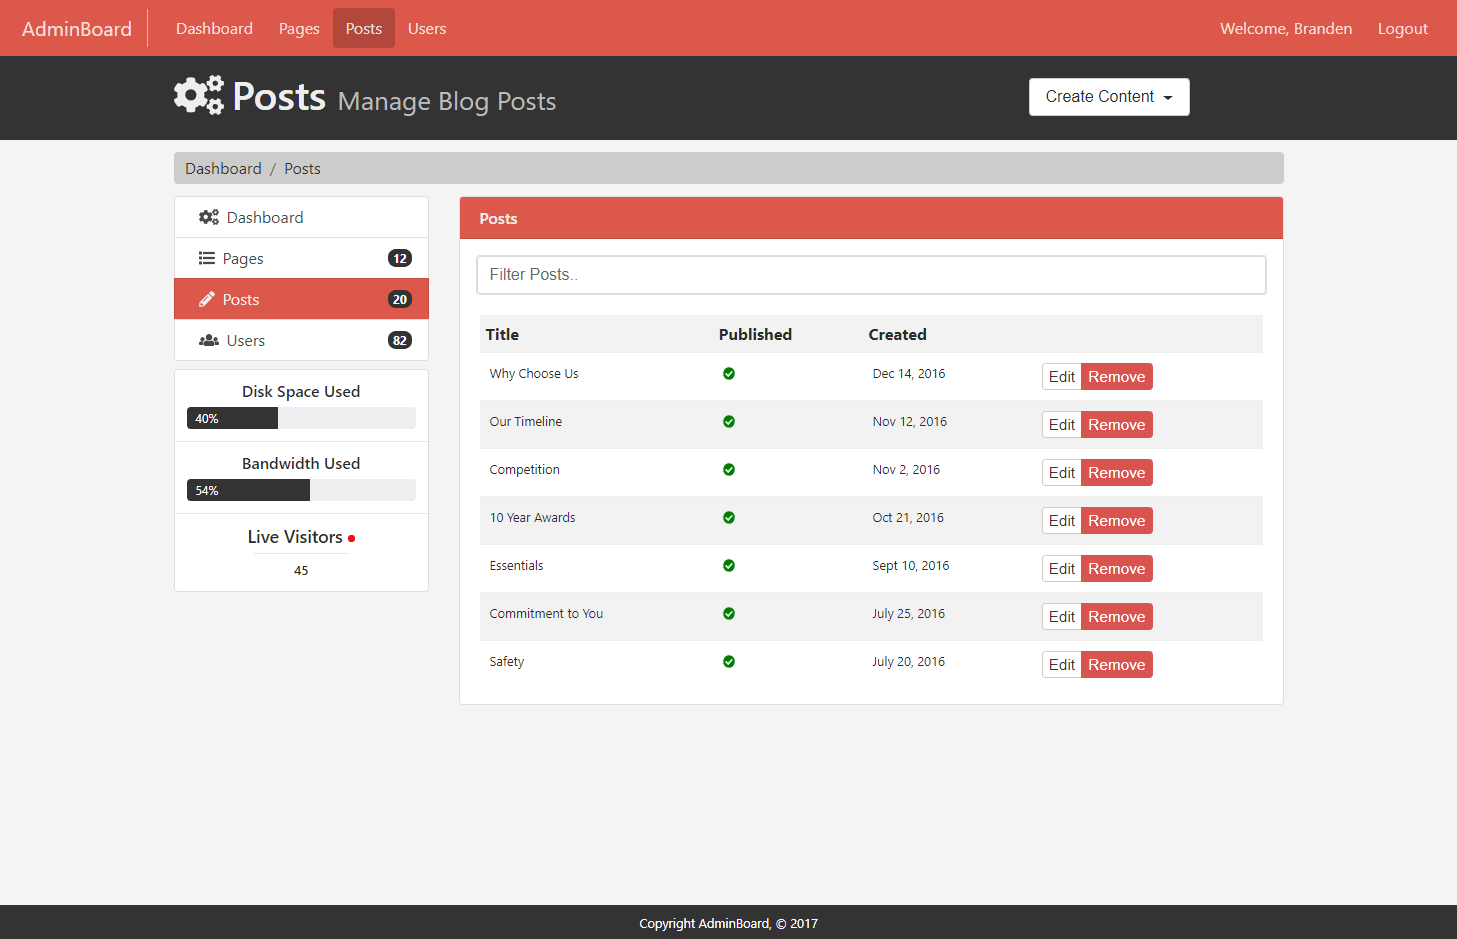 AdminBoard Dashboard Pages Posts Users Welcome, Branden Logout
Posts Manage Blog Posts Create Content
Dashboard / Posts
Dashboard
Pages 12
Posts 20
Users 82
Disk Space Used
40%
Bandwidth Used
54%
Live Visitors
45
Posts
Filter Posts..
Title Published Created
Why Choose Us Dec 14, 2016 Edit Remove
Our Timeline Nov 12, 2016 Edit Remove
Competition Nov 2, 2016 Edit Remove
10 Year Awards Oct 21, 2016 Edit Remove
Essentials Sept 10, 2016 Edit Remove
Commitment to You July 25, 2016 Edit Remove
Safety July 20, 2016 Edit Remove
Copyright AdminBoard, © 2017